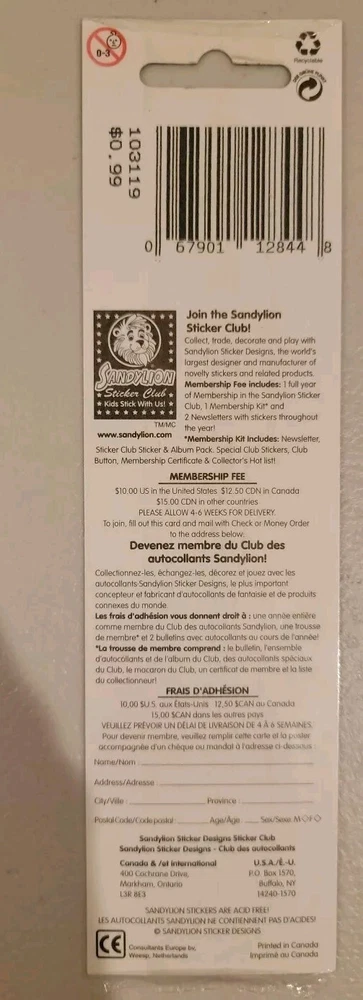 0-3
Recyclable
103119
$0.99
0 67901 12844 8
SANDYLION
Sticker Club
Kids Stick With Us!
TM/MC
www.sandylion.com
Join the Sandylion
Sticker Club!
Collect, trade, decorate and play with
Sandylion Sticker Designs, the world's
largest designer and manufacturer of
novelty stickers and related products.
Membership Fee includes: 1 full year
of Membership in the Sandylion Sticker
Club, 1 Membership Kit* and
2 Newsletters with stickers throughout
the year!
*Membership Kit Includes: Newsletter,
Sticker Club Sticker & Album Pack, Special Club Stickers, Club
Button, Membership Certificate & Collector's Hot list!
MEMBERSHIP FEE
$10.00 US in the United States $12.50 CDN in Canada
$15.00 CDN in other countries
PLEASE ALLOW 4-6 WEEKS FOR DELIVERY.
To join, fill out this card and mail with Check or Money Order
to the address below:
Devenez membre du Club des
autocollants Sandylion!
Collectionnez-les, échangez-les, décorez et jouez avec les
autocollants Sandylion Sticker Designs, le plus important
concepteur et fabricant d'autocollants de fantaisie et de produits
connexes du monde.
Les frais d'adhésion vous donnent droit à : une année entière
comme membre du Club des autocollants Sandylion, une trousse
de membre* et 2 bulletins avec autocollants au cours de l'année!
*La trousse de membre comprend : le bulletin, l'ensemble
d'autocollants et de l'album du Club, des autocollants spéciaux
du Club, le macaron du Club, un certificat de membre et la liste
du collectionneur!
FRAIS D'ADHÉSION
10,00 $U.S. aux États-Unis 12,50 $CAN au Canada
15,00 $CAN dans les autres pays
VEUILLEZ PRÉVOIR UN DÉLAI DE LIVRAISON DE 4 À 6 SEMAINES.
Pour devenir membre, veuillez remplir cette carte et la poster
accompagnée d'un chèque ou mandat à l'adresse ci-dessous :
Name/Nom:
Address/Adresse:
City/Ville: Province:
Postal Code/Code postal: Age/Âge: Sex/Sexe: M F
Sandylion Sticker Designs Sticker Club
Sandylion Sticker Designs - Club des autocollants
Canada & /et International
400 Cochrane Drive,
Markham, Ontario
L3R 8E3
U.S.A./É.-U.
P.O. Box 1570,
Buffalo, NY
14240-1570
SANDYLION STICKERS ARE ACID FREE!
LES AUTOCOLLANTS SANDYLION NE CONTIENNENT PAS D'ACIDES!
© SANDYLION STICKER DESIGNS
CE
Consultants Europe bv,
Weesp, Netherlands
Printed in Canada
Imprimé au Canada